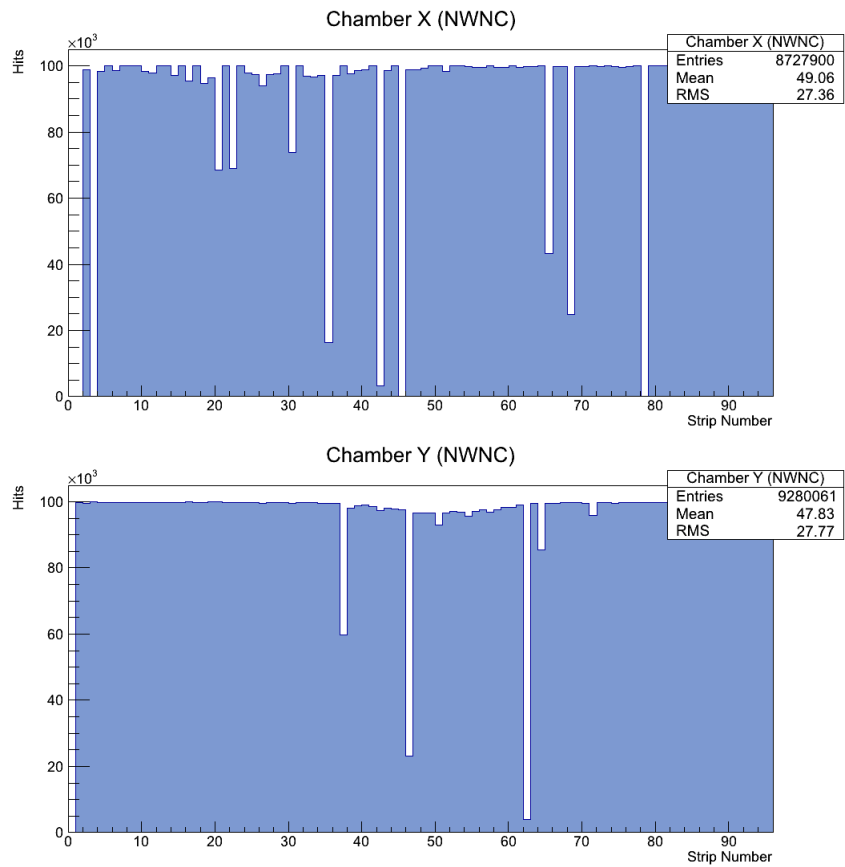 Chamber X (NWNC)
×10³
Hits
Chamber X (NWNC)
Entries 8727900
Mean 49.06
RMS 27.36
100
80
60
40
20
0
0 10 20 30 40 50 60 70 80 90
Strip Number
Chamber Y (NWNC)
×10³
Hits
Chamber Y (NWNC)
Entries 9280061
Mean 47.83
RMS 27.77
100
80
60
40
20
0
0 10 20 30 40 50 60 70 80 90
Strip Number